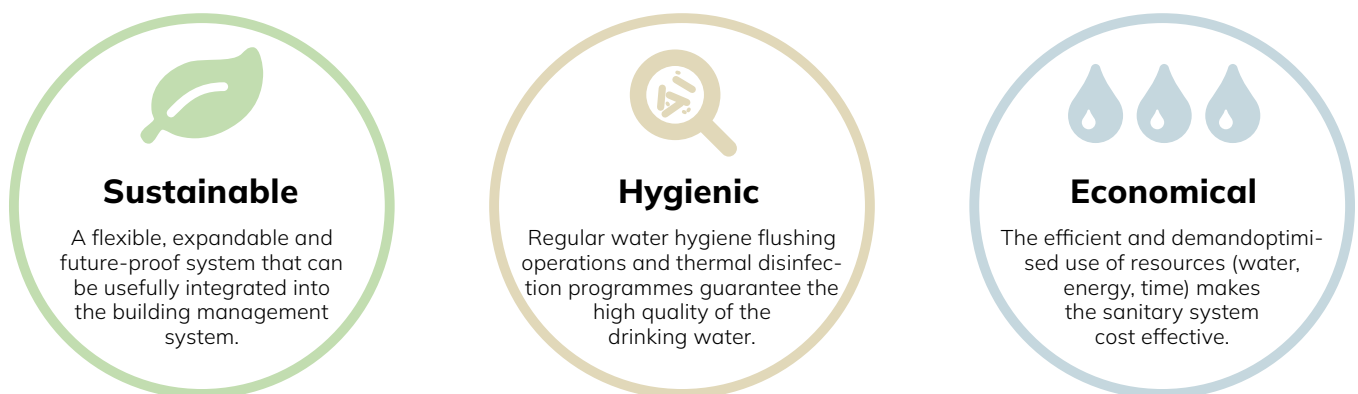 Sustainable
A flexible, expandable and
future-proof system that can
be usefully integrated into
the building management
system.
Hygienic
Regular water hygiene flushing
operations and thermal disinfec-
tion programmes guarantee the
high quality of the
drinking water.
Economical
The efficient and demandoptimi-
sed use of resources (water,
energy, time) makes
the sanitary system
cost effective.